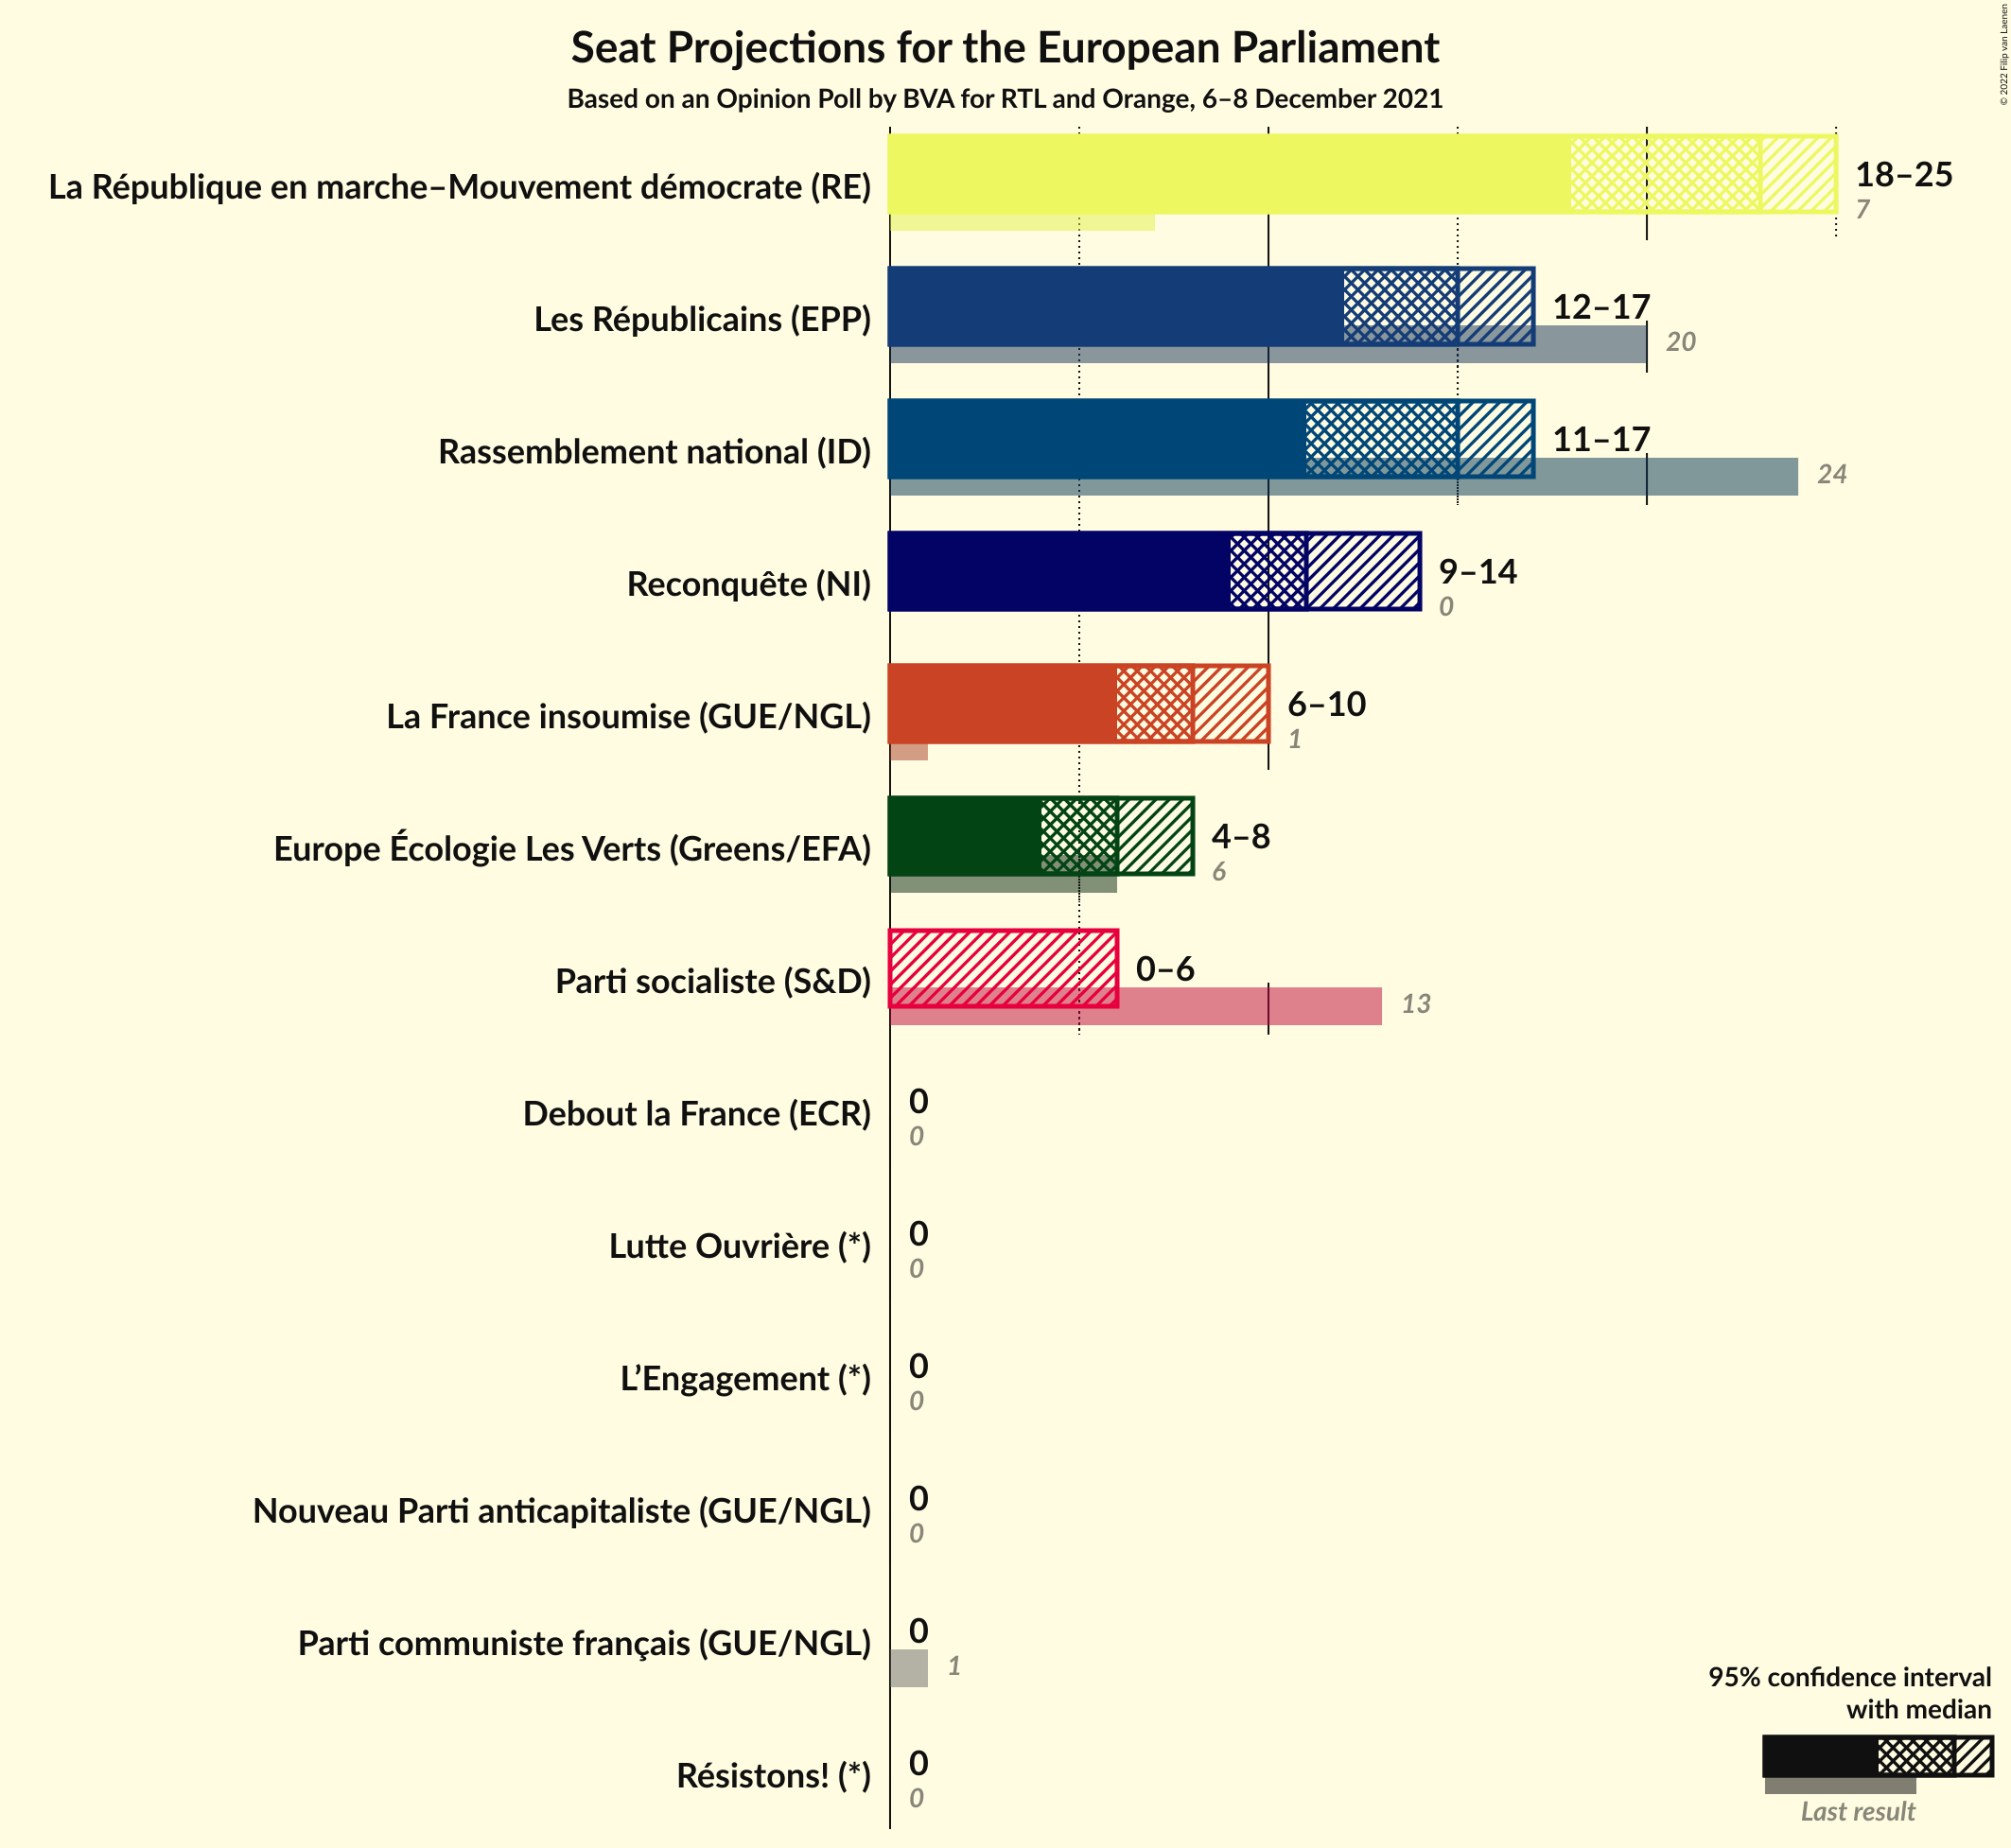 Seat Projections for the European Parliament
Based on an Opinion Poll by BVA for RTL and Orange, 6–8 December 2021
© 2022 Filip van Laenen
La République en marche–Mouvement démocrate (RE)
18–25
7
Les Républicains (EPP)
12–17
20
Rassemblement national (ID)
11–17
24
Reconquête (NI)
9–14
0
La France insoumise (GUE/NGL)
6–10
1
Europe Écologie Les Verts (Greens/EFA)
4–8
6
Parti socialiste (S&D)
0–6
13
Debout la France (ECR)
0
0
Lutte Ouvrière (*)
0
0
L’Engagement (*)
0
0
Nouveau Parti anticapitaliste (GUE/NGL)
0
0
Parti communiste français (GUE/NGL)
0
1
Résistons! (*)
0
0
95% confidence interval
with median
Last result